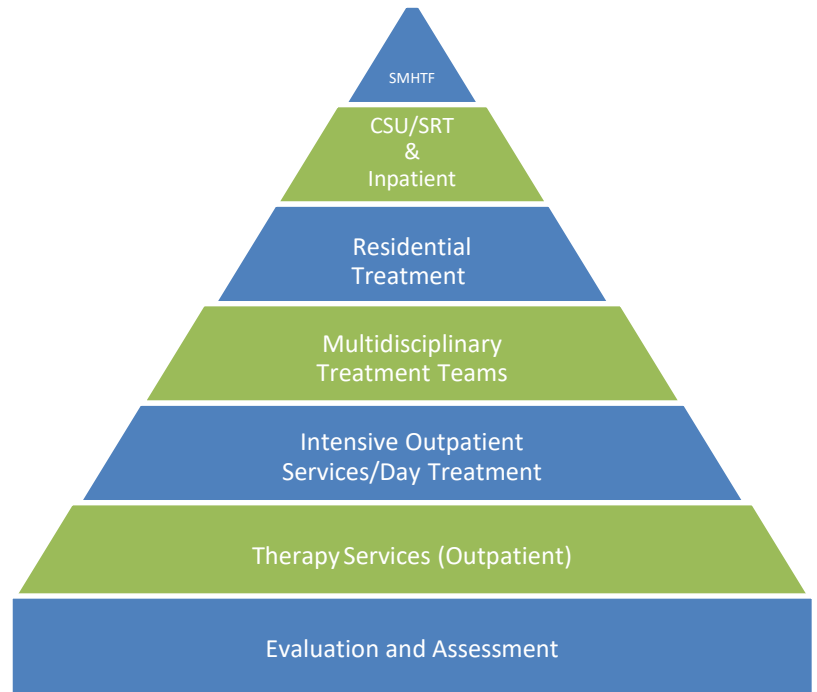 SMHTF
CSU/SRT
&
Inpatient
Residential
Treatment
Multidisciplinary
Treatment Teams
Intensive Outpatient
Services/Day Treatment
Therapy Services (Outpatient)
Evaluation and Assessment